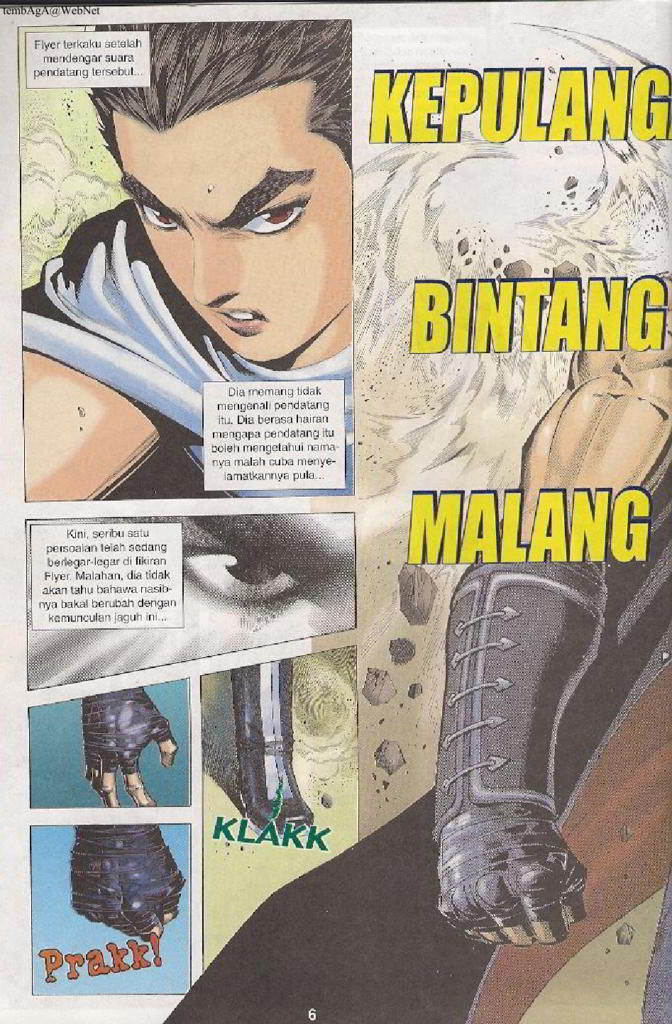 tembAgA@WebNet
Flyer terkaku setelah
mendengar suara
pendatang tersebut...
KEPULANG
BINTANG
MALANG
Dia memang tidak
mengenali pendatang
itu. Dia berasa hairan
mengapa pendatang itu
boleh mengetahui nama-
nya malah cuba menye-
lamatkannya pula...
Kini, seribu satu
persoalan telah sedang
berlegar-legar di fikiran
Flyer. Malahan, dia tidak
akan tahu bahawa nasib-
nya bakal berubah dengan
kemunculan jaguh ini...
KLAKK
Prakk!
6